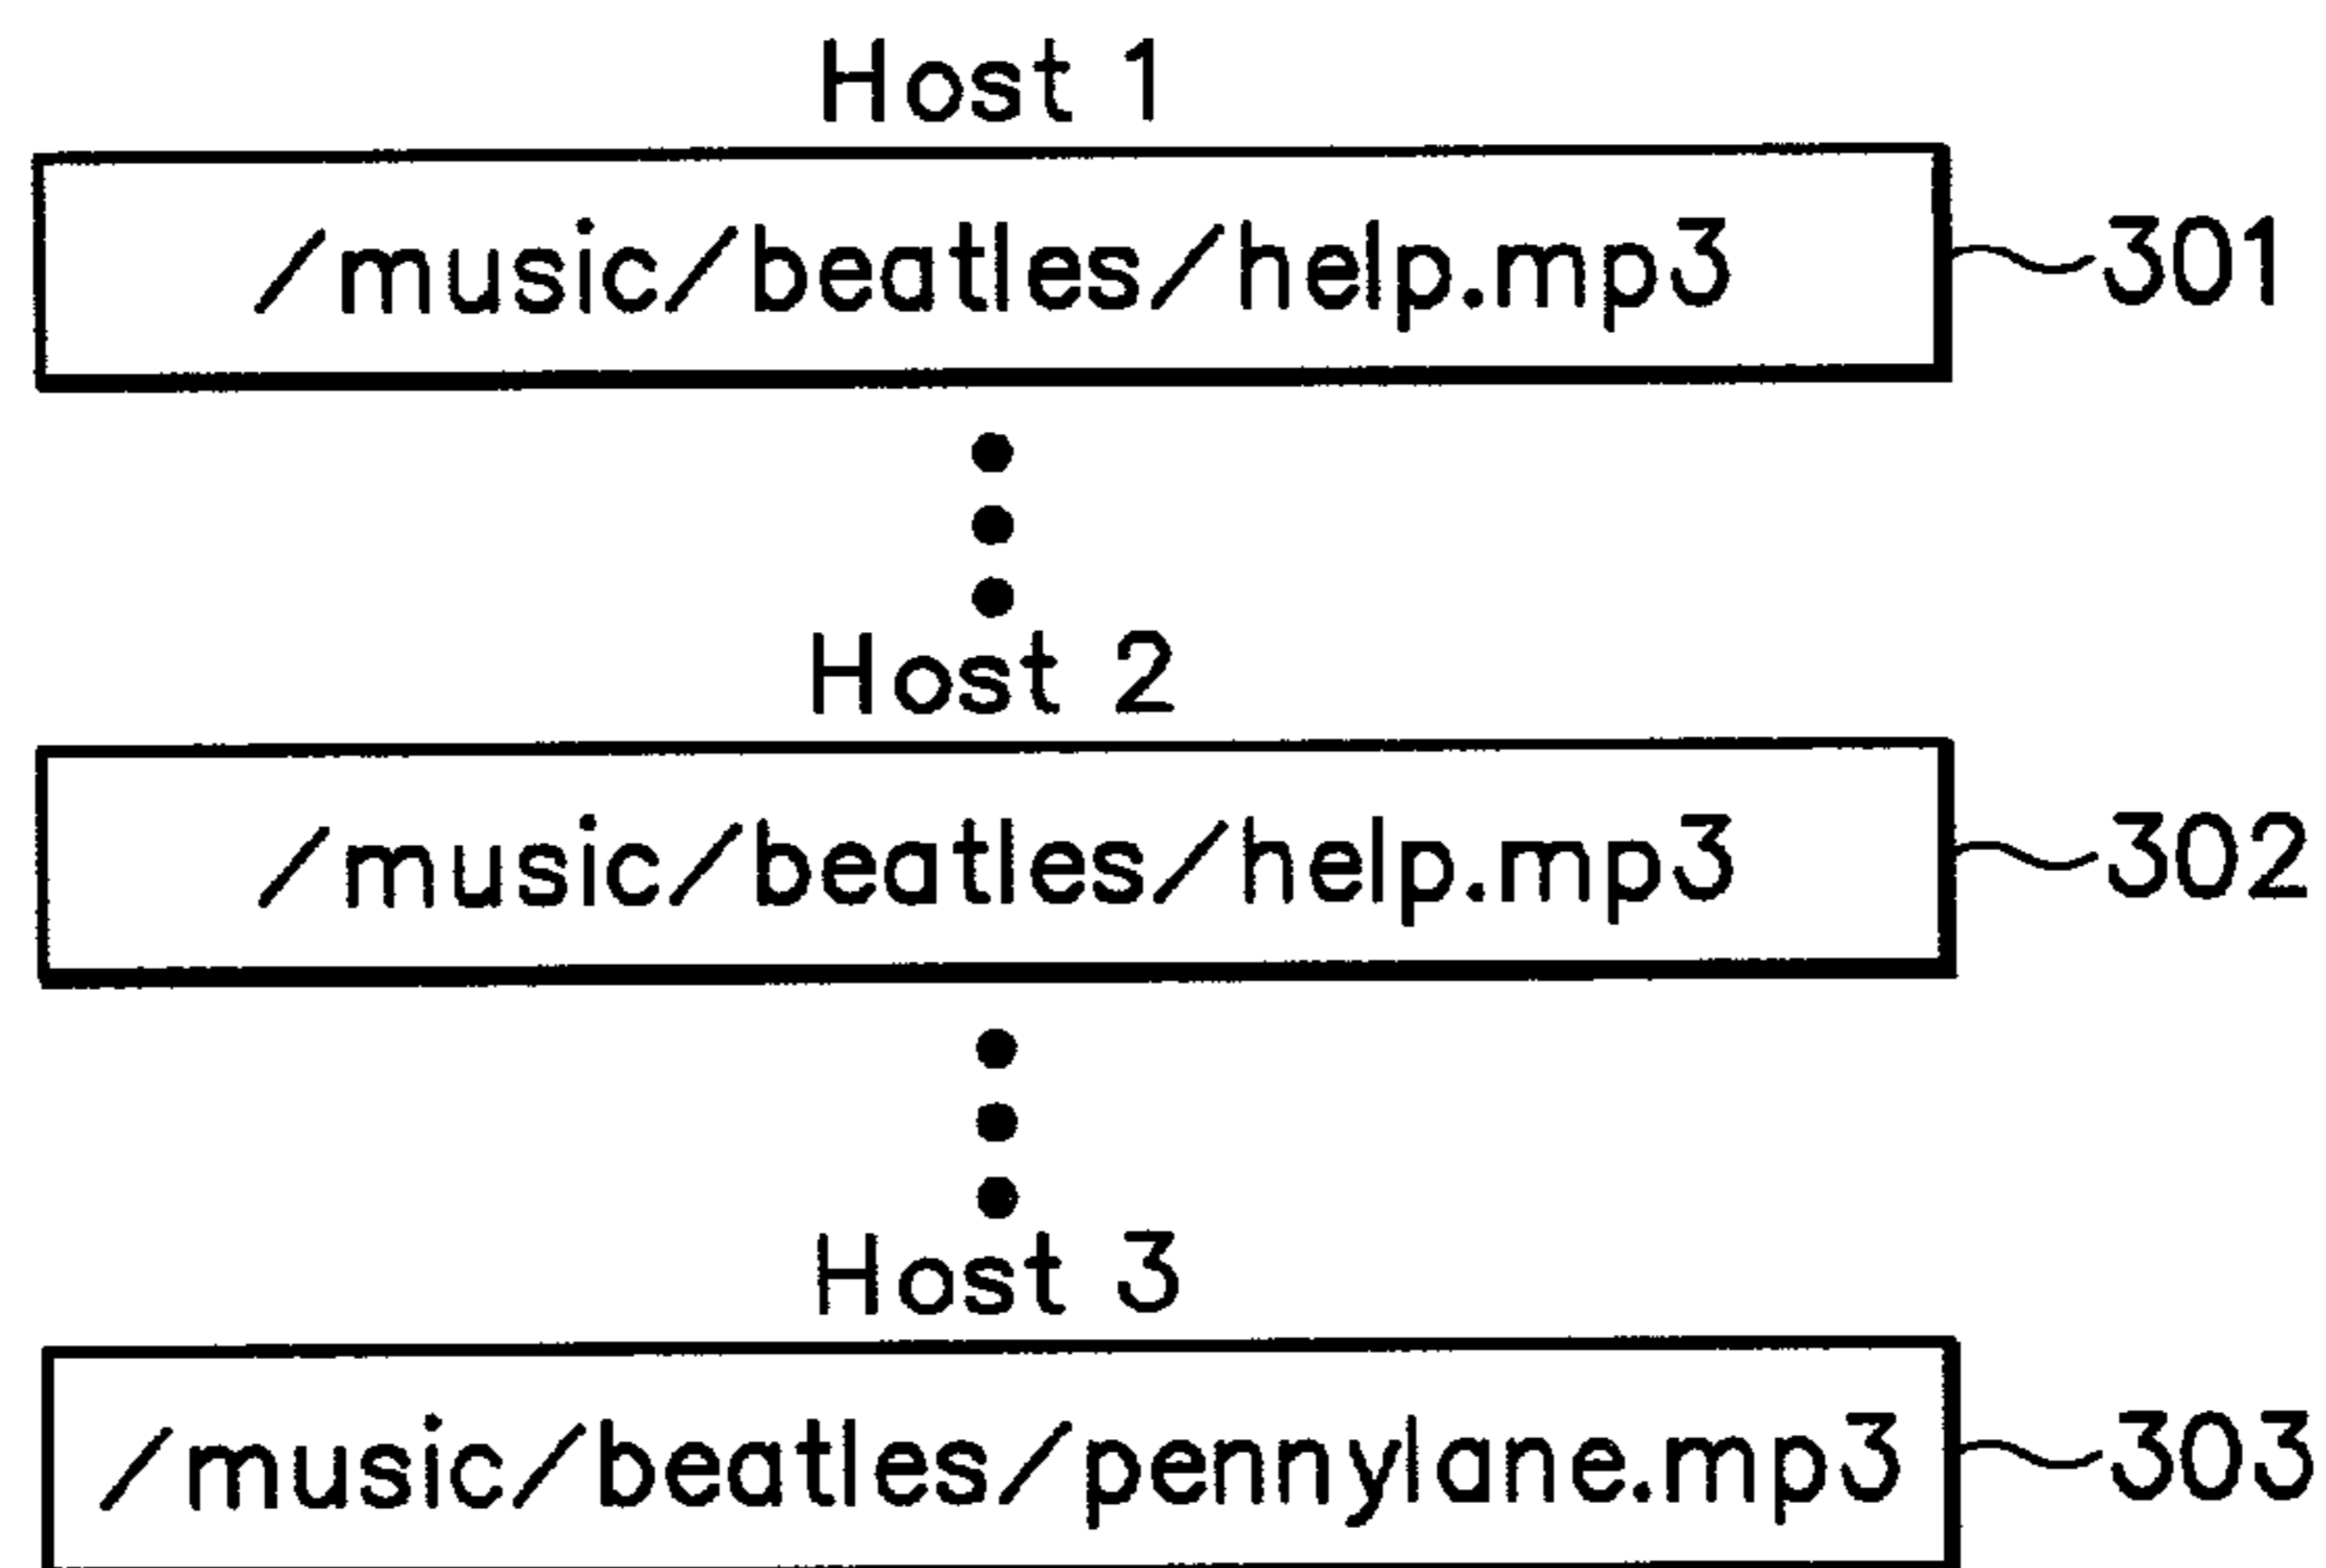 Host 1
/music/beatles/help.mp3 301
Host 2
/music/beatles/help.mp3 302
Host 3
/music/beatles/pennylane.mp3 303